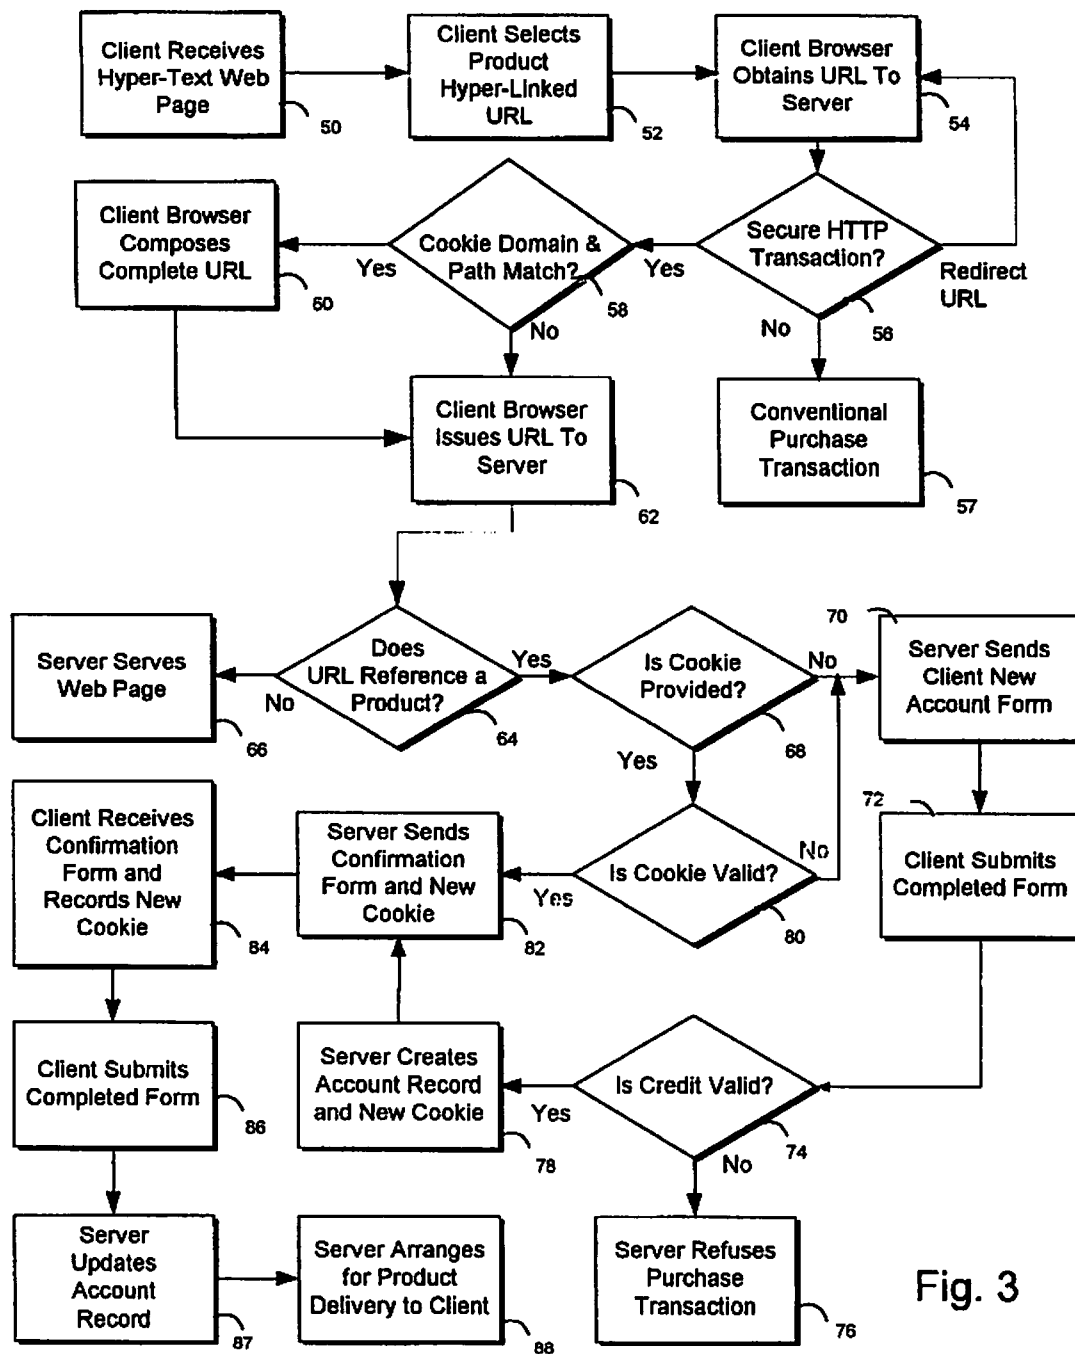 Client Receives
Hyper-Text Web
Page
50
Client Selects
Product
Hyper-Linked
URL
52
Client Browser
Obtains URL To
Server
54
Client Browser
Composes
Complete URL
60
Yes
Cookie Domain &
Path Match?
58
No
Yes
Secure HTTP
Transaction?
56
Redirect
URL
No
Client Browser
Issues URL To
Server
62
Conventional
Purchase
Transaction
57
Server Serves
Web Page
66
No
Does
URL Reference a
Product?
64
Yes
Is Cookie
Provided?
68
No
Yes
70
Server Sends
Client New
Account Form
Client Receives
Confirmation
Form and
Records New
Cookie
84
Server Sends
Confirmation
Form and New
Cookie
82
Yes
Is Cookie Valid?
80
No
72
Client Submits
Completed Form
Client Submits
Completed Form
86
Server Creates
Account Record
and New Cookie
78
Yes
Is Credit Valid?
74
No
Server
Updates
Account
Record
87
Server Arranges
for Product
Delivery to Client
88
Server Refuses
Purchase
Transaction
76
Fig. 3